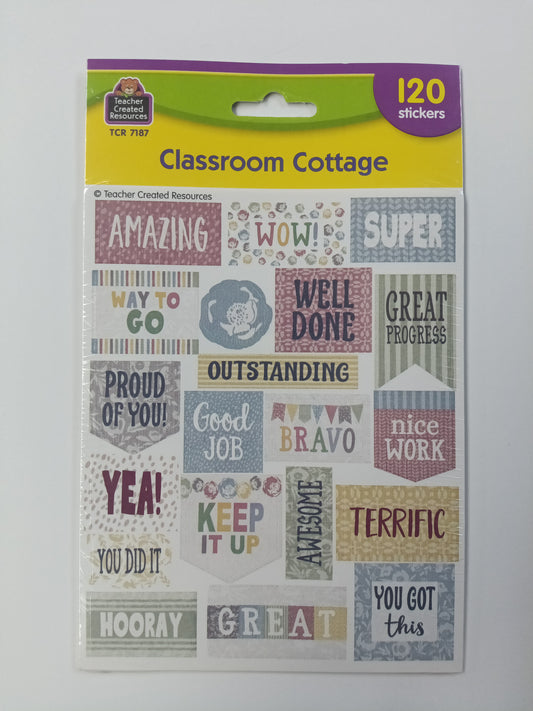 Teacher
Created
Resources
TCR 7187
120
stickers
Classroom Cottage
© Teacher Created Resources
AMAZING
WOW!
SUPER
WAY TO
GO
WELL
DONE
GREAT
PROGRESS
OUTSTANDING
PROUD
OF YOU!
Good
JOB
BRAVO
nice
WORK
YEA!
KEEP
IT UP
AWESOME
TERRIFIC
YOU DID IT
HOORAY
GREAT
YOU GOT
this